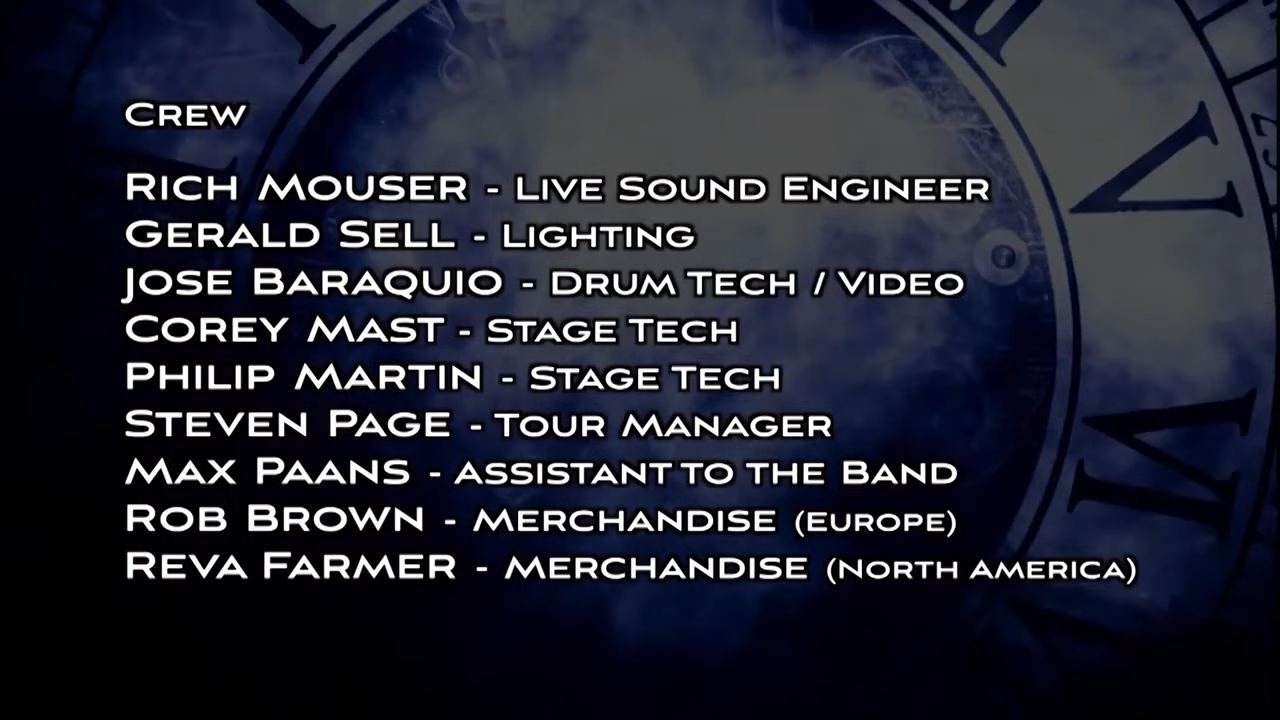 Crew
Rich Mouser - Live Sound Engineer
Gerald Sell - Lighting
Jose Baraquio - Drum Tech / Video
Corey Mast - Stage Tech
Philip Martin - Stage Tech
Steven Page - Tour Manager
Max Paans - Assistant to the Band
Rob Brown - Merchandise (Europe)
Reva Farmer - Merchandise (North America)
V
VI